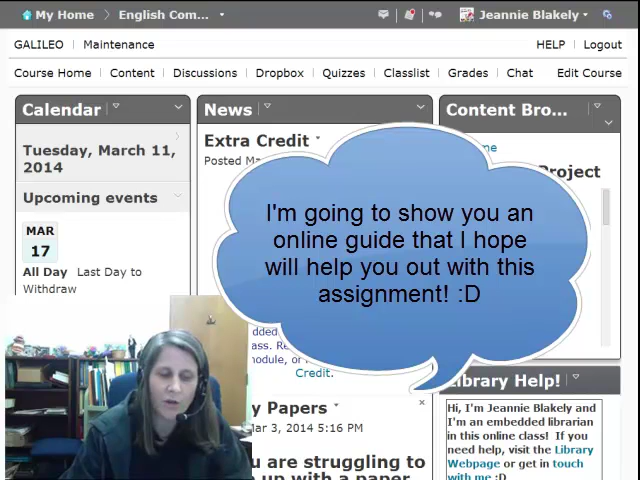 My Home
English Com...
Jeannie Blakely
GALILEO
Maintenance
HELP
Logout
Course Home
Content
Discussions
Dropbox
Quizzes
Classlist
Grades
Chat
Edit Course
Calendar
Tuesday, March 11,
2014
Upcoming events
MAR
17
All Day Last Day to
Withdraw
News
Extra Credit
Posted
I'm going to show you an
online guide that I hope
will help you out with this
assignment! :D
Credit.
y Papers
ar 3, 2014 5:16 PM
u are struggling to
up with a paper
Content Bro...
Project
Library Help!
Hi, I'm Jeannie Blakely and
I'm an embedded librarian
in this online class! If you
need help, visit the Library
Webpage or get in touch
with me :D